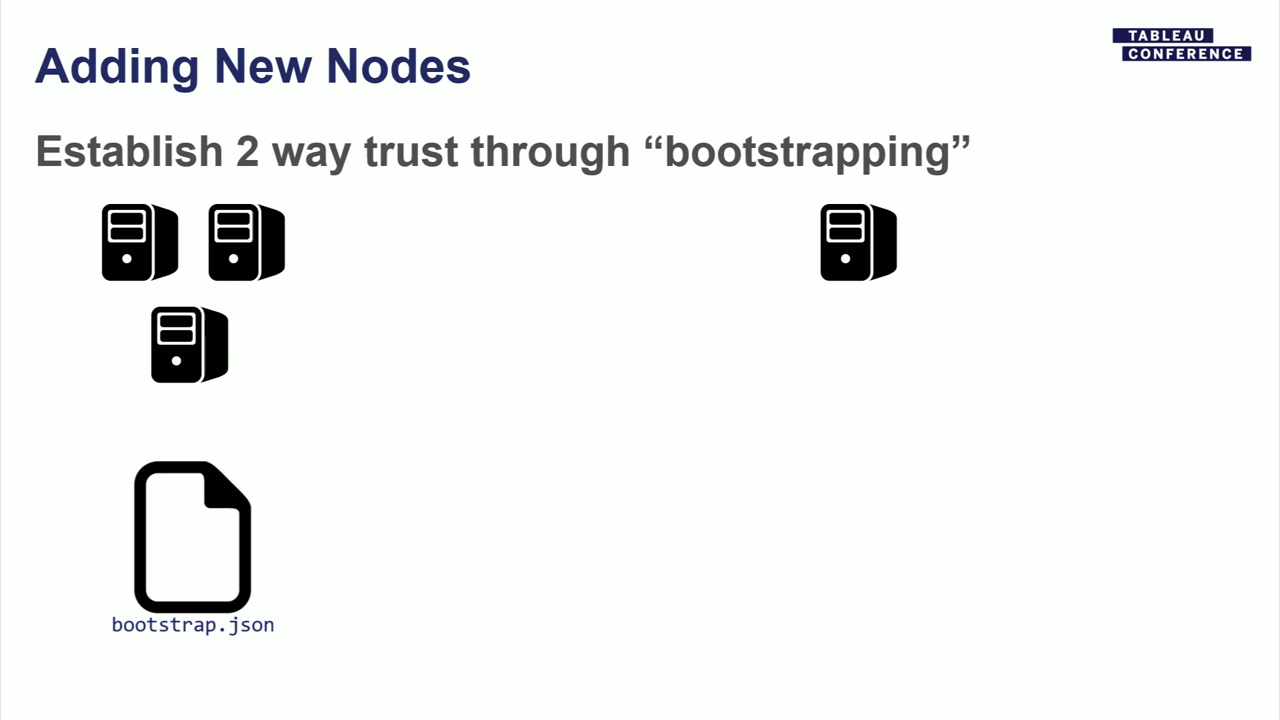 TABLEAU
CONFERENCE
Adding New Nodes
Establish 2 way trust through “bootstrapping”
bootstrap.json